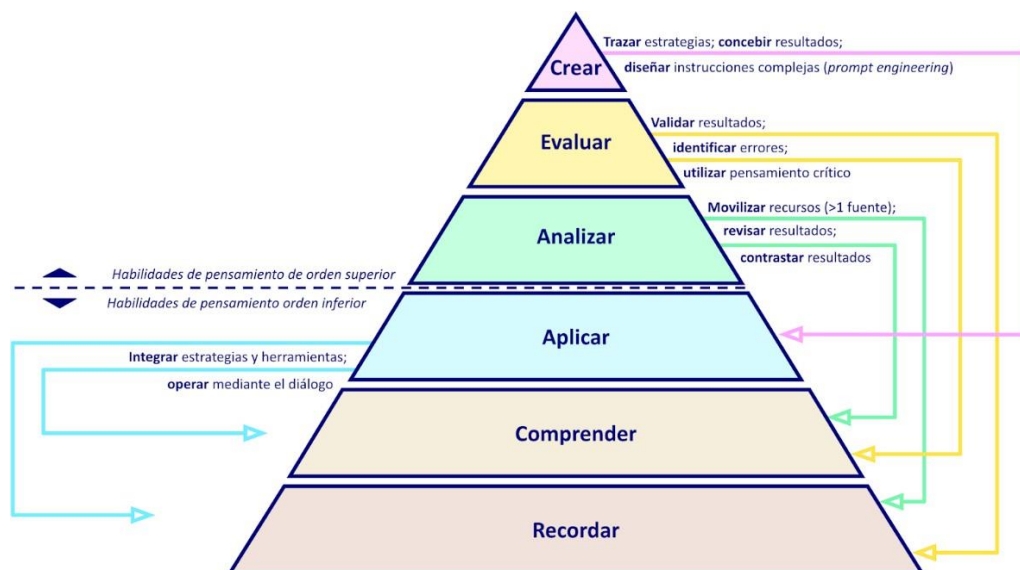 Crear
Trazar estrategias; concebir resultados;
diseñar instrucciones complejas (prompt engineering)
Evaluar
Validar resultados;
identificar errores;
utilizar pensamiento crítico
Analizar
Movilizar recursos (>1 fuente);
revisar resultados;
contrastar resultados
Habilidades de pensamiento de orden superior
Habilidades de pensamiento orden inferior
Aplicar
Integrar estrategias y herramientas;
operar mediante el diálogo
Comprender
Recordar